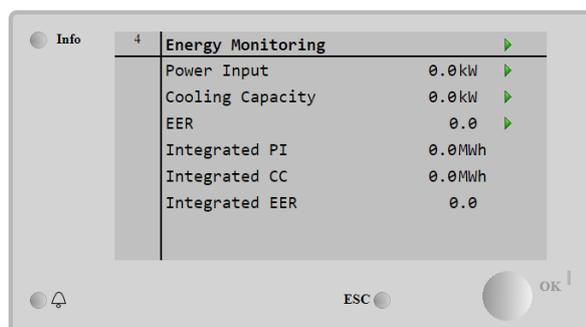 Info
4 Energy Monitoring
Power Input 0.0kW
Cooling Capacity 0.0kW
EER 0.0
Integrated PI 0.0MWh
Integrated CC 0.0MWh
Integrated EER 0.0
ESC
OK